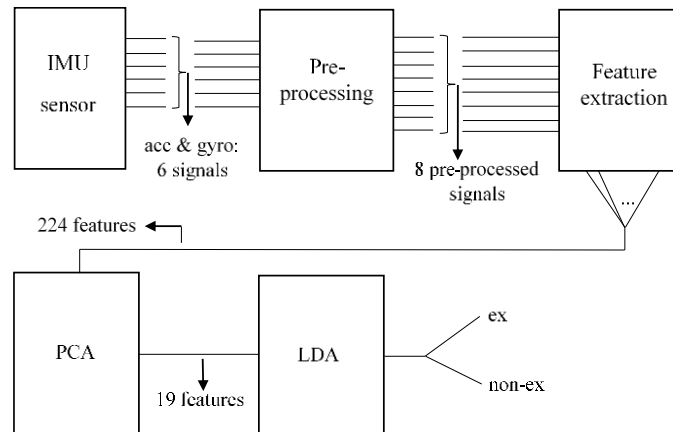 IMU
sensor
Pre-
processing
Feature
extraction
acc & gyro:
6 signals
8 pre-processed
signals
...
224 features
PCA
LDA
ex
non-ex
19 features